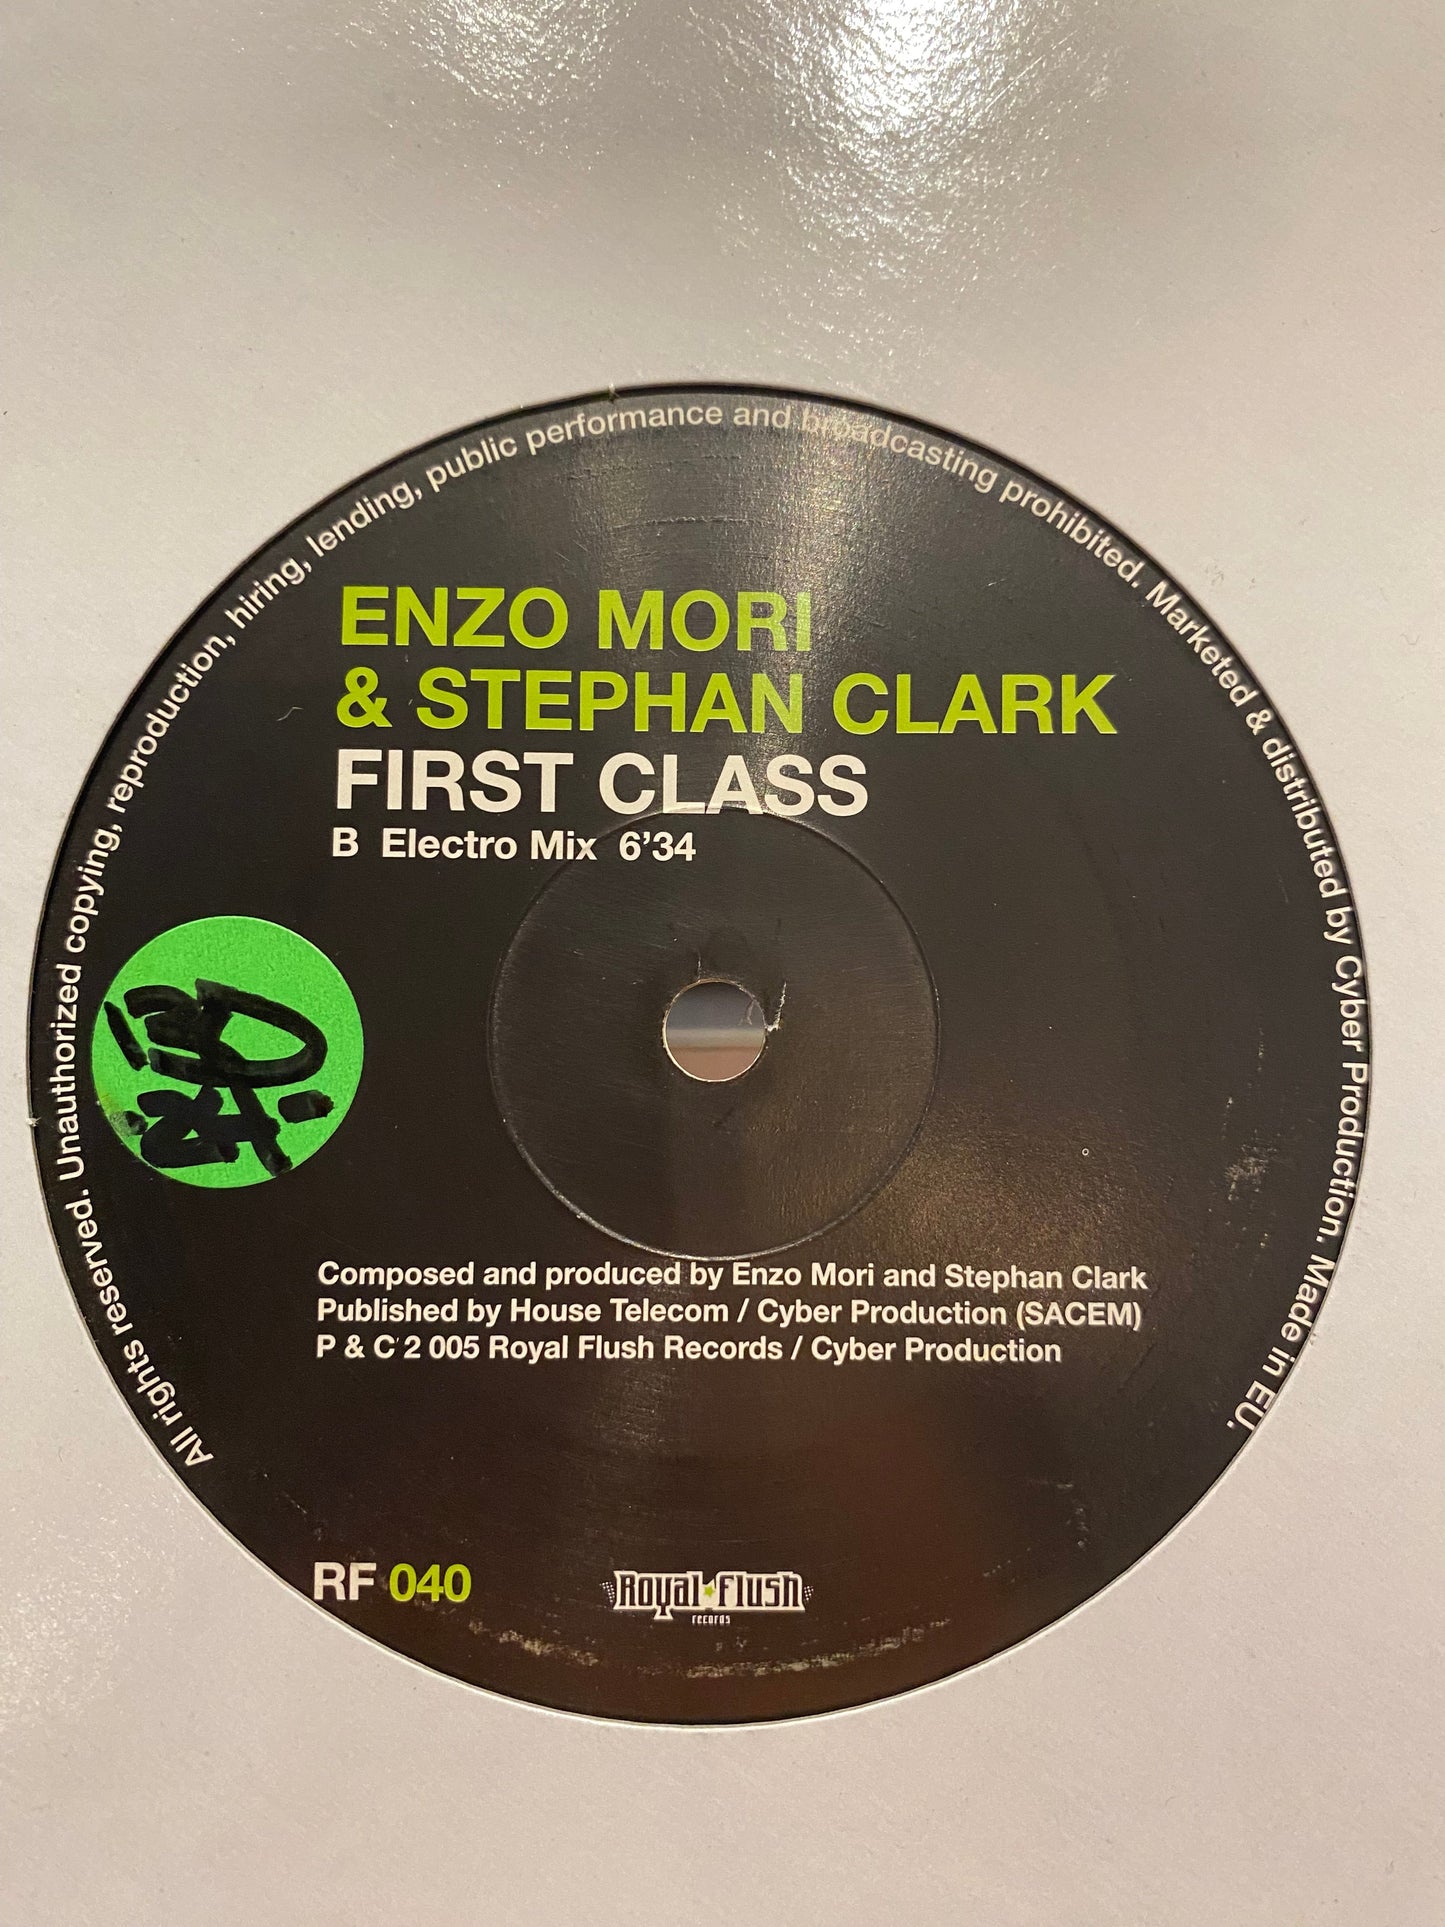 All rights reserved. Unauthorized copying, reproduction, hiring, lending, public performance and broadcasting prohibited. Marketed & distributed by Cyber Production. Made in EU.
ENZO MORI
& STEPHAN CLARK
FIRST CLASS
B Electro Mix 6'34
Composed and produced by Enzo Mori and Stephan Clark
Published by House Telecom / Cyber Production (SACEM)
P & C 2 005 Royal Flush Records / Cyber Production
RF 040
Royal Flush
records